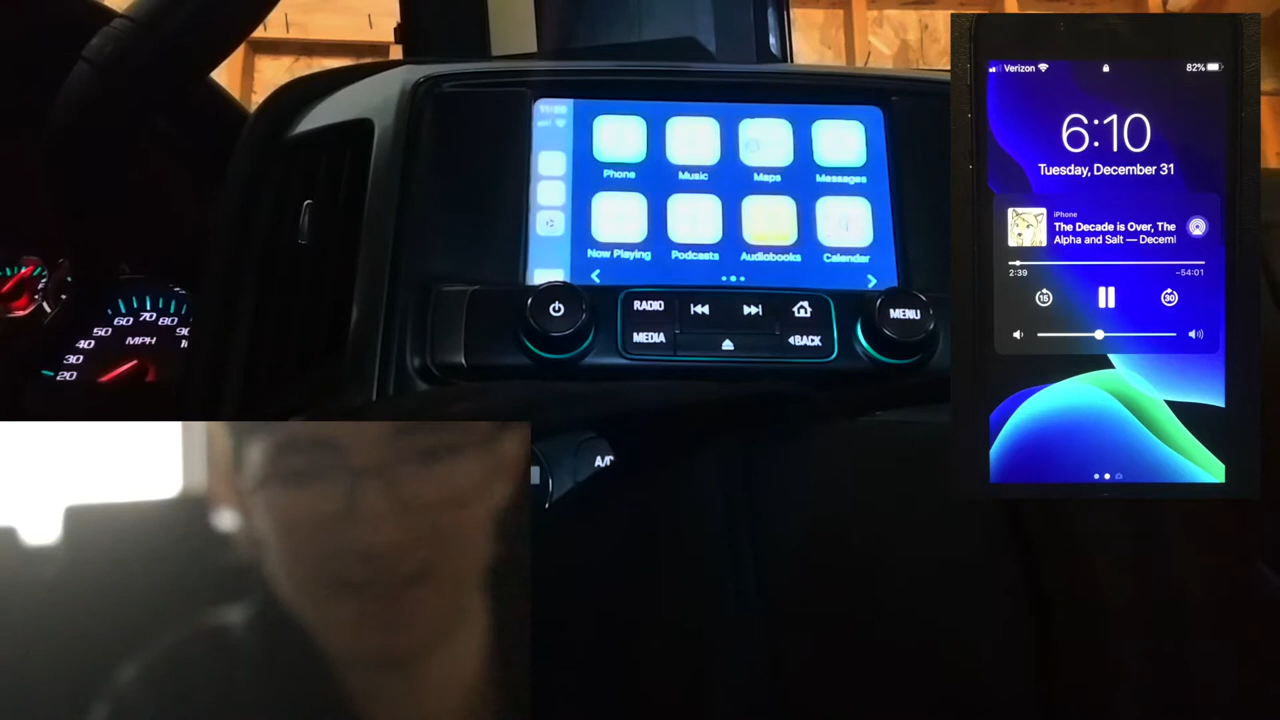 Phone Music Maps Messages
Now Playing Podcasts Audiobooks Calendar
RADIO
MEDIA
BACK
MENU
60 70 80
50
40
30
20
MPH
A/
Verizon
82%
6:10
Tuesday, December 31
iPhone
The Decade is Over, The
Alpha and Salt — Decem
2:39
-54:01
15
30